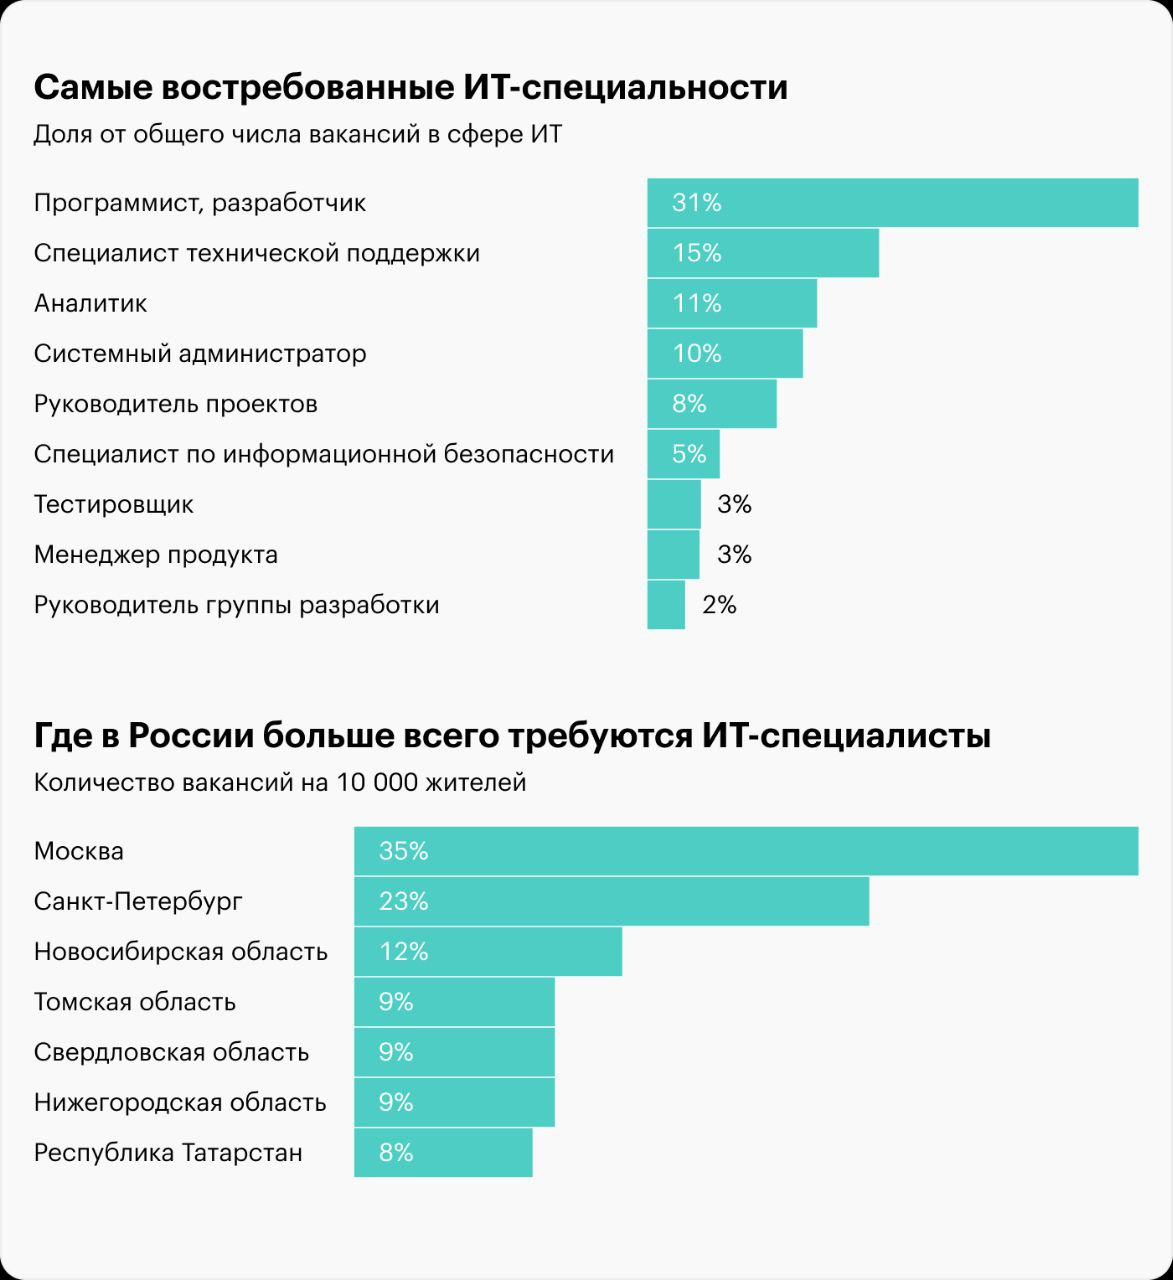 Самые востребованные ИТ-специальности
Доля от общего числа вакансий в сфере ИТ
Программист, разработчик 31%
Специалист технической поддержки 15%
Аналитик 11%
Системный администратор 10%
Руководитель проектов 8%
Специалист по информационной безопасности 5%
Тестировщик 3%
Менеджер продукта 3%
Руководитель группы разработки 2%
Где в России больше всего требуются ИТ-специалисты
Количество вакансий на 10 000 жителей
Москва 35%
Санкт-Петербург 23%
Новосибирская область 12%
Томская область 9%
Свердловская область 9%
Нижегородская область 9%
Республика Татарстан 8%